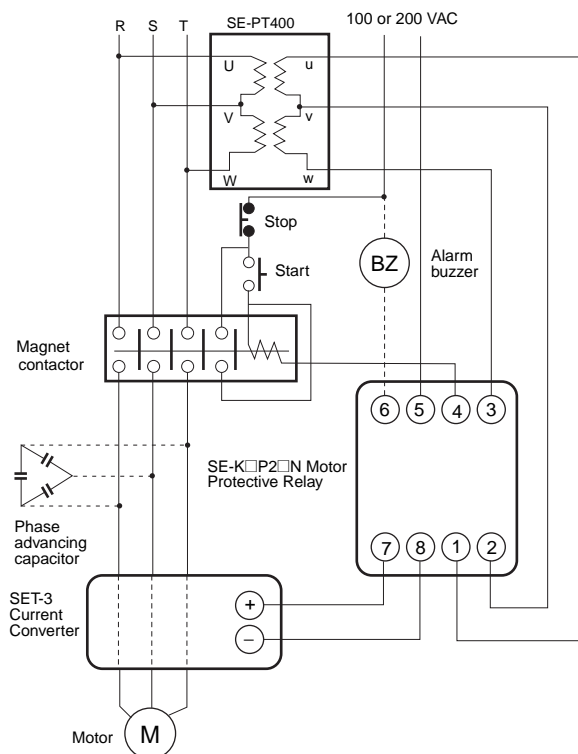 R S T SE-PT400 100 or 200 VAC
U u
V v
W w
Stop
Start
BZ
Alarm
buzzer
Magnet
contactor
6 5 4 3
SE-K□P2□N Motor
Protective Relay
7 8 1 2
Phase
advancing
capacitor
SET-3
Current
Converter
+
−
Motor M